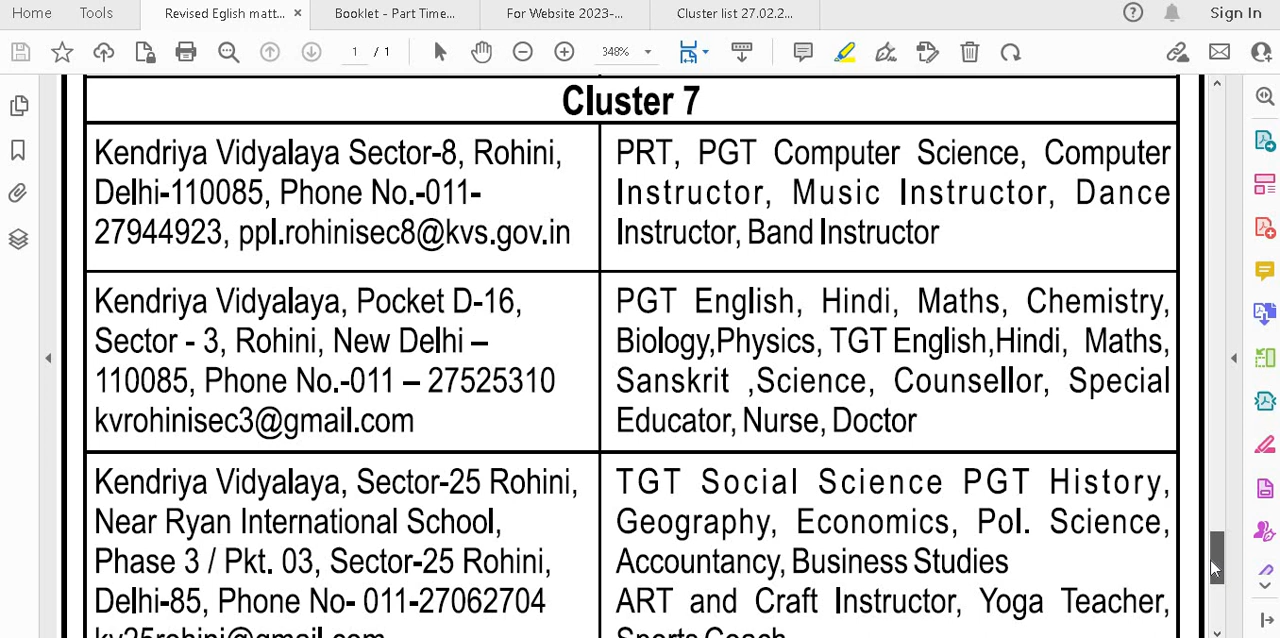 Home Tools Revised Eglish matt... × Booklet - Part Time... For Website 2023-... Cluster list 27.02.2... Sign In
1 / 1 348%
Cluster 7
Kendriya Vidyalaya Sector-8, Rohini,
Delhi-110085, Phone No.-011-
27944923, ppl.rohinisec8@kvs.gov.in
PRT, PGT Computer Science, Computer
Instructor, Music Instructor, Dance
Instructor, Band Instructor
Kendriya Vidyalaya, Pocket D-16,
Sector - 3, Rohini, New Delhi –
110085, Phone No.-011 – 27525310
kvrohinisec3@gmail.com
PGT English, Hindi, Maths, Chemistry,
Biology,Physics, TGT English,Hindi, Maths,
Sanskrit ,Science, Counsellor, Special
Educator, Nurse, Doctor
Kendriya Vidyalaya, Sector-25 Rohini,
Near Ryan International School,
Phase 3 / Pkt. 03, Sector-25 Rohini,
Delhi-85, Phone No- 011-27062704
kv25rohini@gmail.com
TGT Social Science PGT History,
Geography, Economics, Pol. Science,
Accountancy, Business Studies
ART and Craft Instructor, Yoga Teacher,
Sports Coach